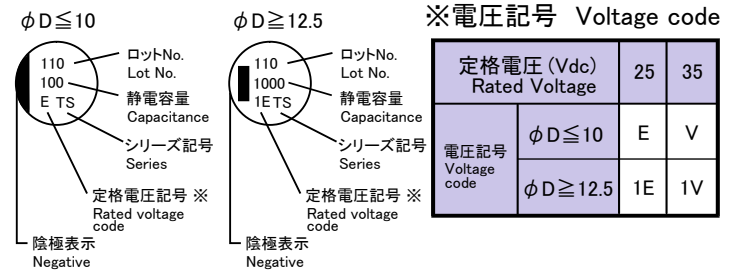 φD≦10
110
100
E TS
ロットNo.
Lot No.
静電容量
Capacitance
シリーズ記号
Series
定格電圧記号 ※
Rated voltage
code
陰極表示
Negative
φD≧12.5
110
1000
1E TS
ロットNo.
Lot No.
静電容量
Capacitance
シリーズ記号
Series
定格電圧記号 ※
Rated voltage
code
陰極表示
Negative
※電圧記号 Voltage code
定格電圧(Vdc) 25 35
Rated Voltage
電圧記号
Voltage
code
φD≦10 E V
φD≧12.5 1E 1V